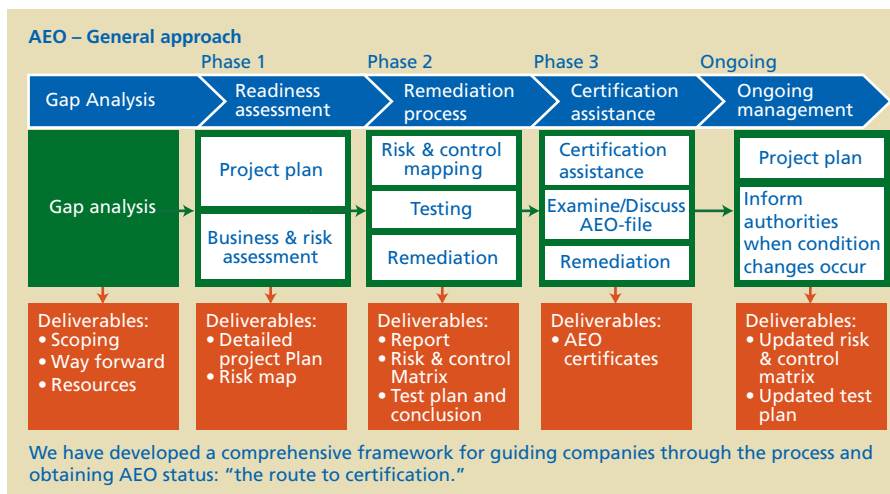 AEO – General approach
Phase 1
Phase 2
Phase 3
Ongoing
Gap Analysis
Readiness
assessment
Remediation
process
Certification
assistance
Ongoing
management
Gap analysis
Project plan
Business & risk
assessment
Risk & control
mapping
Testing
Remediation
Certification
assistance
Examine/Discuss
AEO-file
Remediation
Project plan
Inform
authorities
when condition
changes occur
Deliverables:
• Scoping
• Way forward
• Resources
Deliverables:
• Detailed
project Plan
• Risk map
Deliverables:
• Report
• Risk & control
Matrix
• Test plan and
conclusion
Deliverables:
• AEO
certificates
Deliverables:
• Updated risk
& control
matrix
• Updated test
plan
We have developed a comprehensive framework for guiding companies through the process and
obtaining AEO status: “the route to certification.”